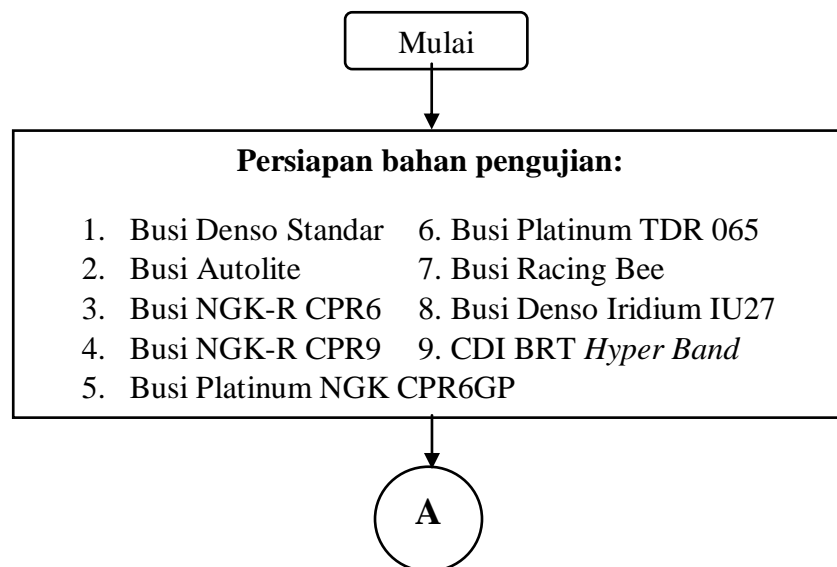 Mulai
Persiapan bahan pengujian:
1. Busi Denso Standar 6. Busi Platinum TDR 065
2. Busi Autolite 7. Busi Racing Bee
3. Busi NGK-R CPR6 8. Busi Denso Iridium IU27
4. Busi NGK-R CPR9 9. CDI BRT Hyper Band
5. Busi Platinum NGK CPR6GP
A